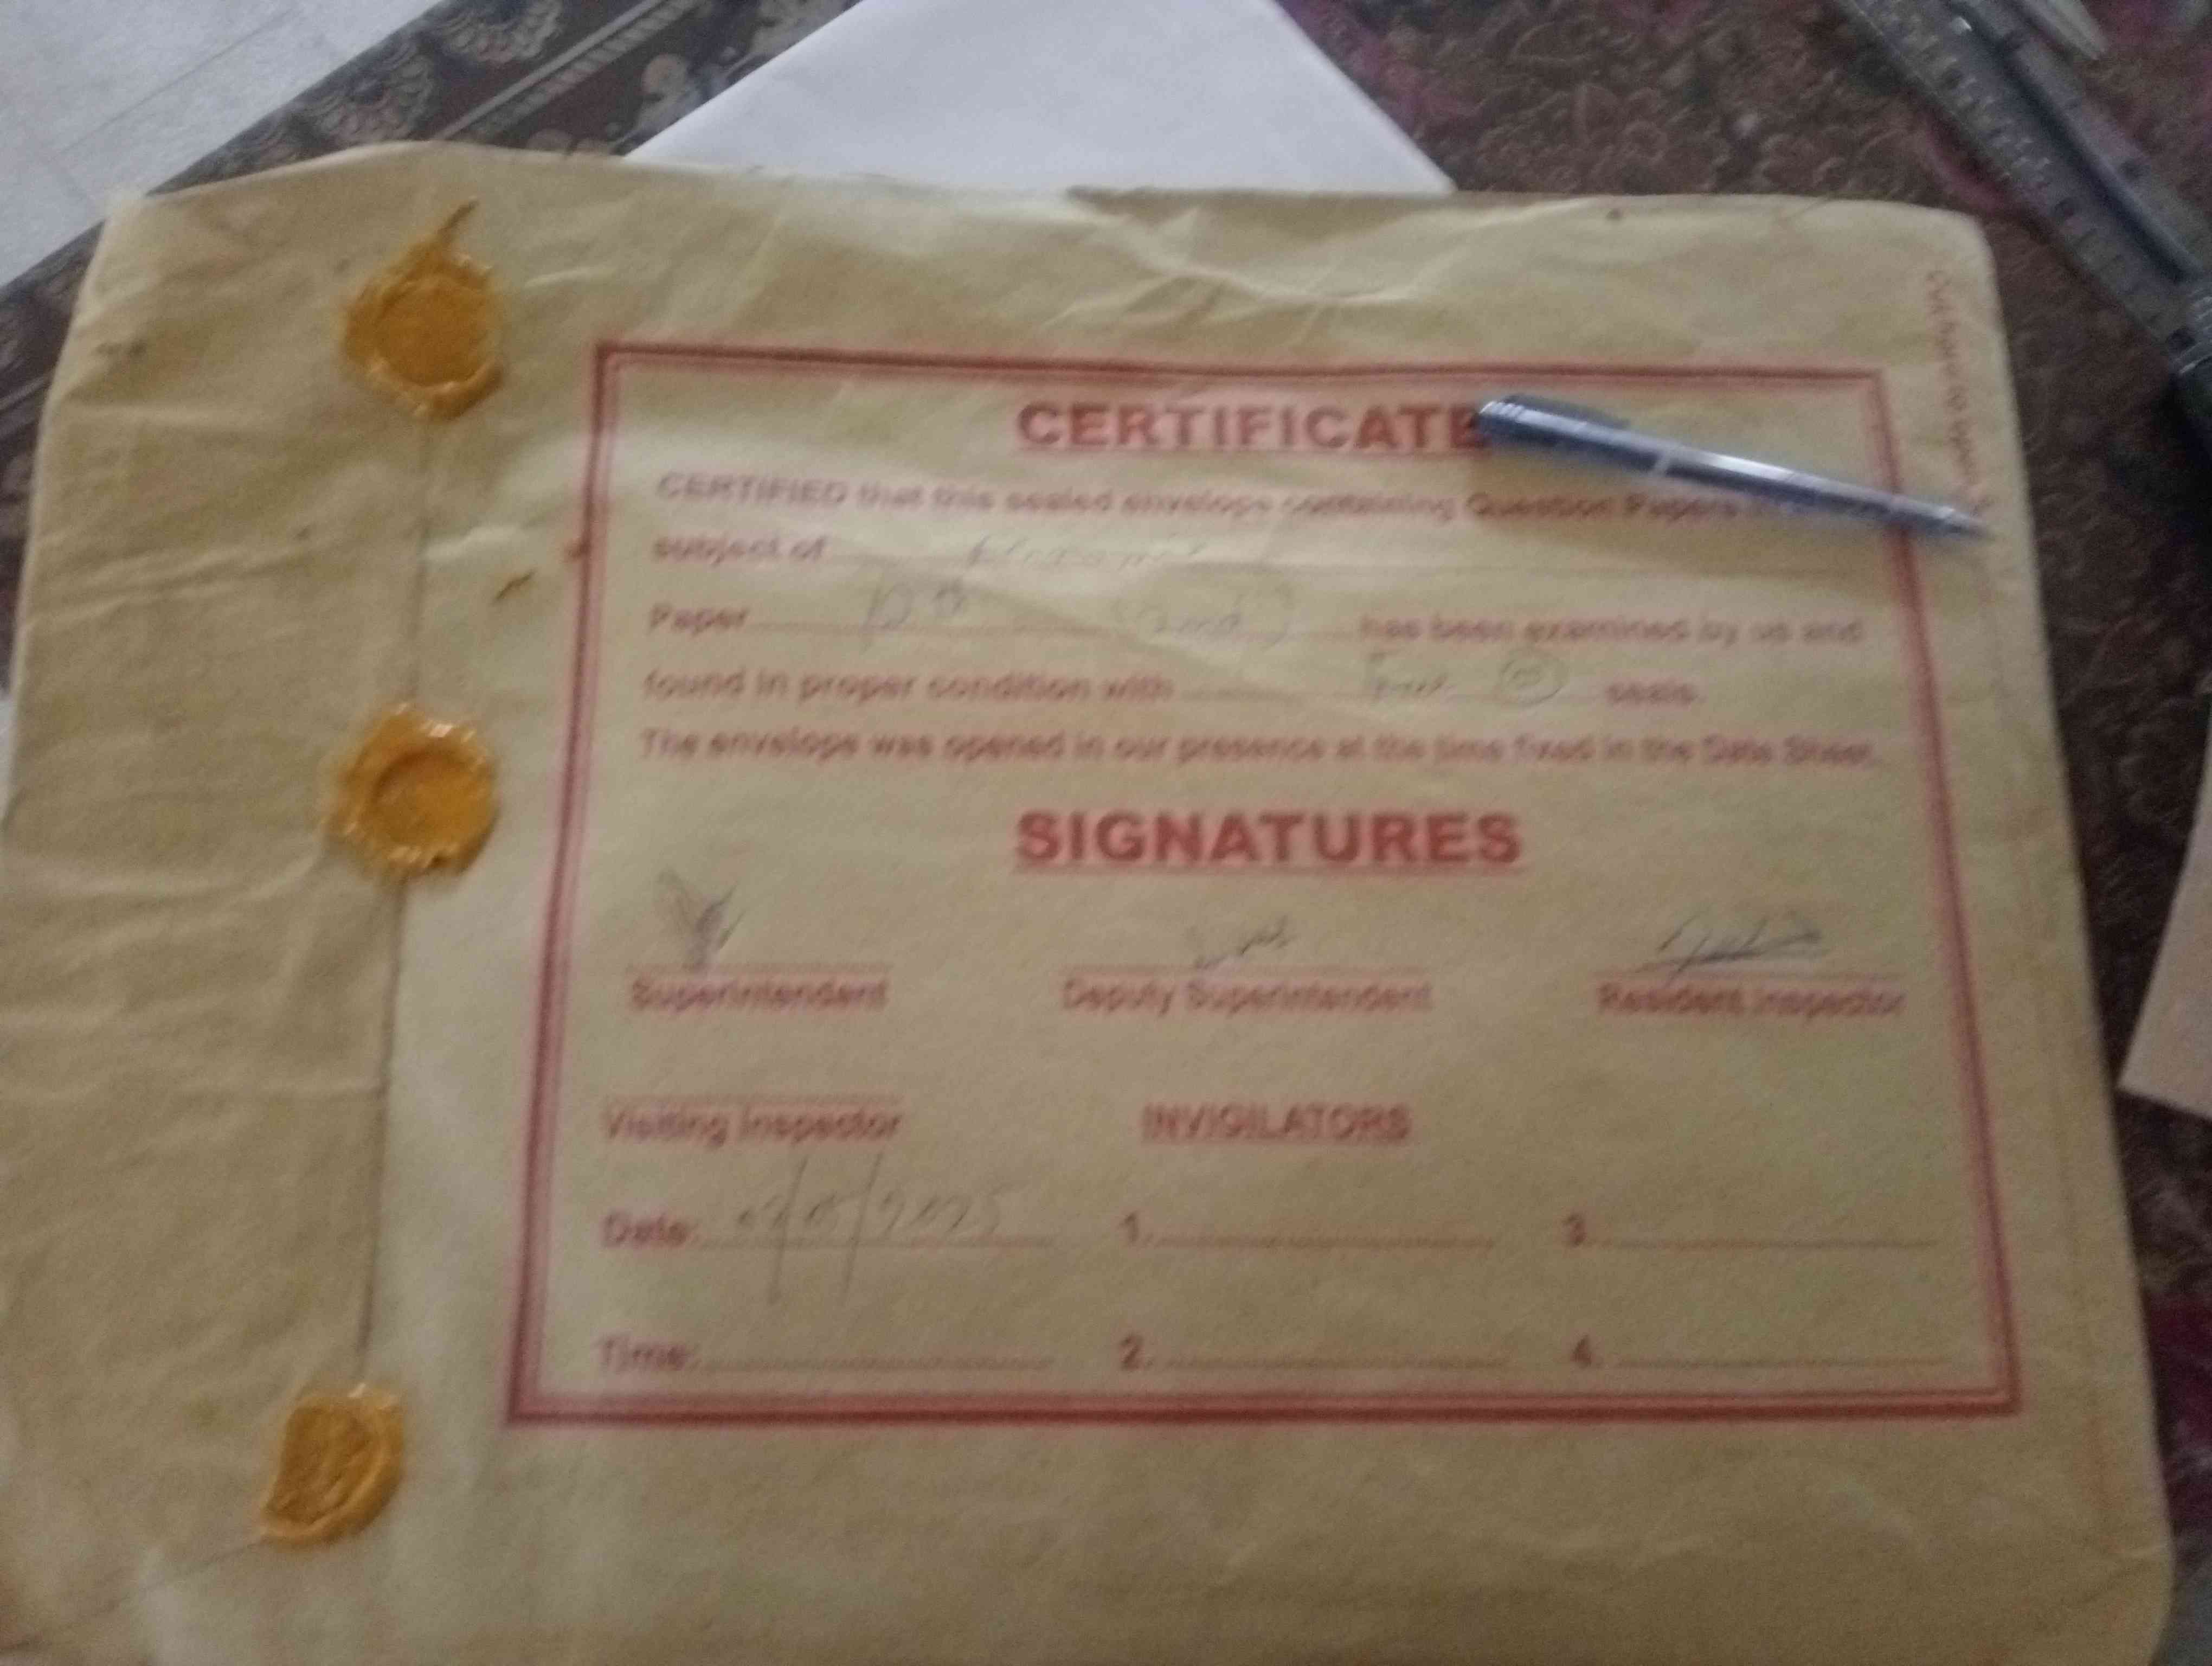 CERTIFICATE
CERTIFIED that this sealed envelope containing Question Papers
subject of
Paper (2nd) has been examined by us and
found in proper condition with seals.
The envelope was opened in our presence at the time fixed in the Date Sheet.
SIGNATURES
Superintendent Deputy Superintendent Resident Inspector
Visiting Inspector INVIGILATORS
Date: /2025 1. 3.
Time: 2. 4.